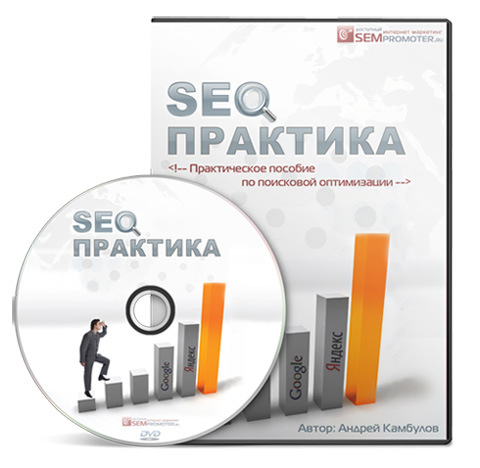 доступный интернет маркетинг
SEMPROMOTER.RU
SEO
ПРАКТИКА
<!-- Практическое пособие
по поисковой оптимизации -->
Google
Яндекс
Автор: Андрей Камбулов
SEO
ПРАКТИКА
Google
Яндекс
SEMPROMOTER.RU
DVD